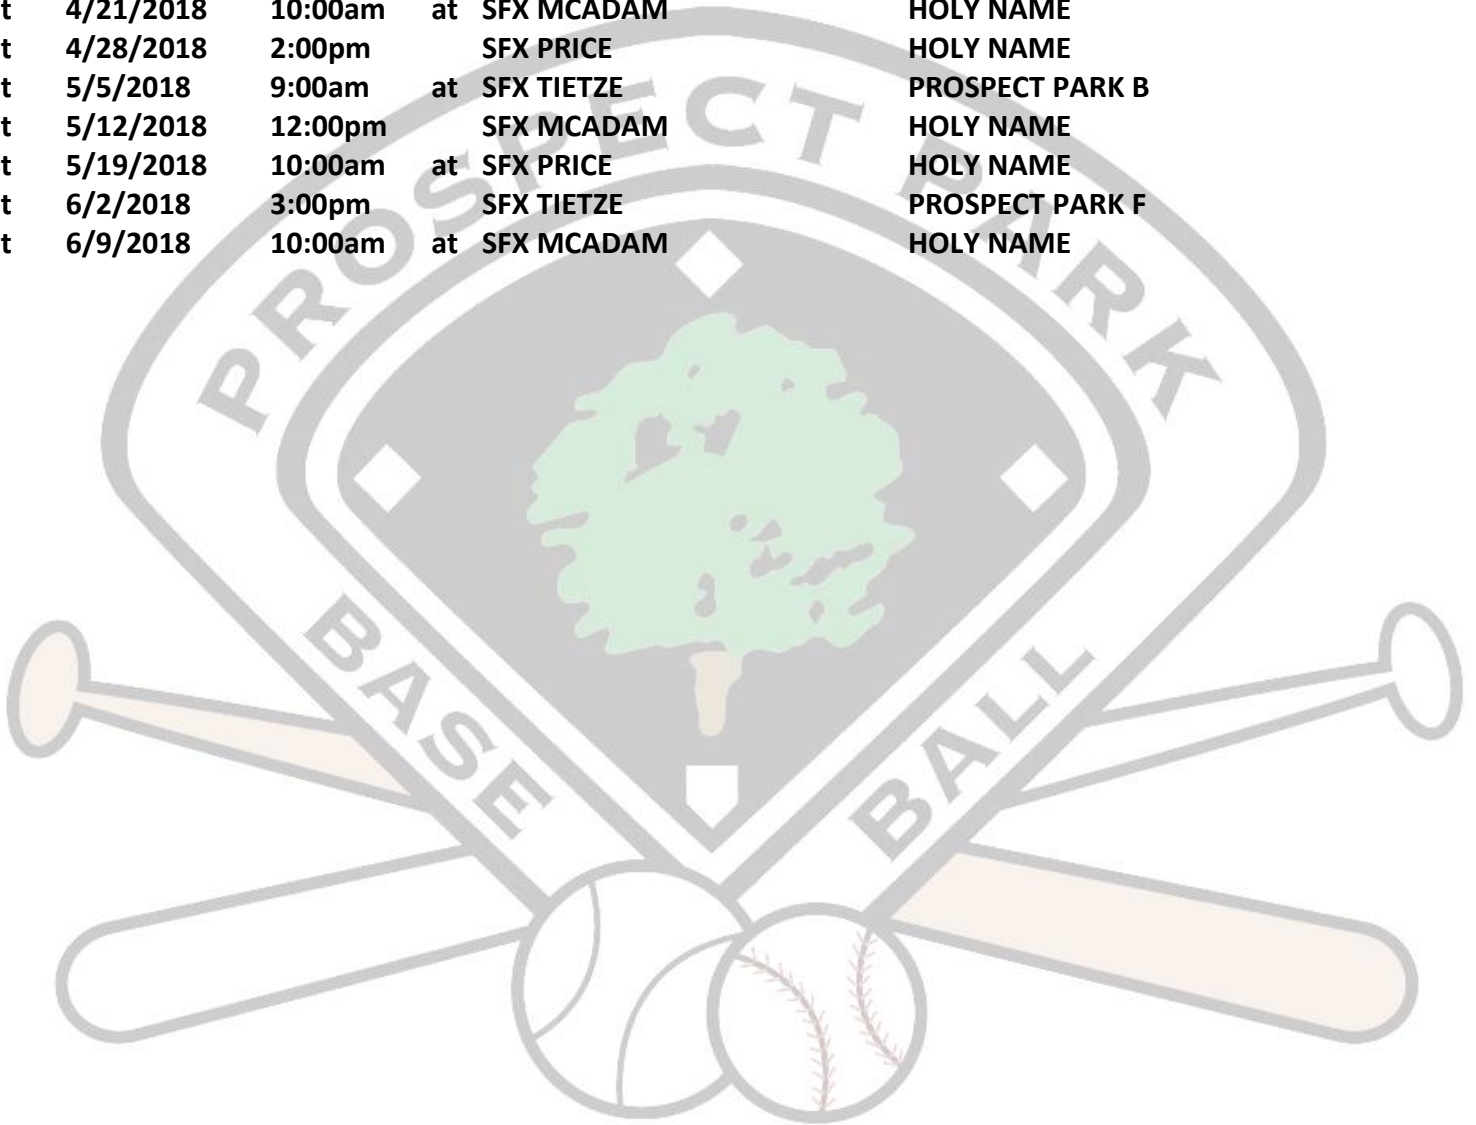 t 4/21/2018 10:00am at SFX MCADAM HOLY NAME
t 4/28/2018 2:00pm SFX PRICE HOLY NAME
t 5/5/2018 9:00am at SFX TIETZE PROSPECT PARK B
t 5/12/2018 12:00pm SFX MCADAM HOLY NAME
t 5/19/2018 10:00am at SFX PRICE HOLY NAME
t 6/2/2018 3:00pm SFX TIETZE PROSPECT PARK F
t 6/9/2018 10:00am at SFX MCADAM HOLY NAME
PROSPECT PARK
BASE BALL